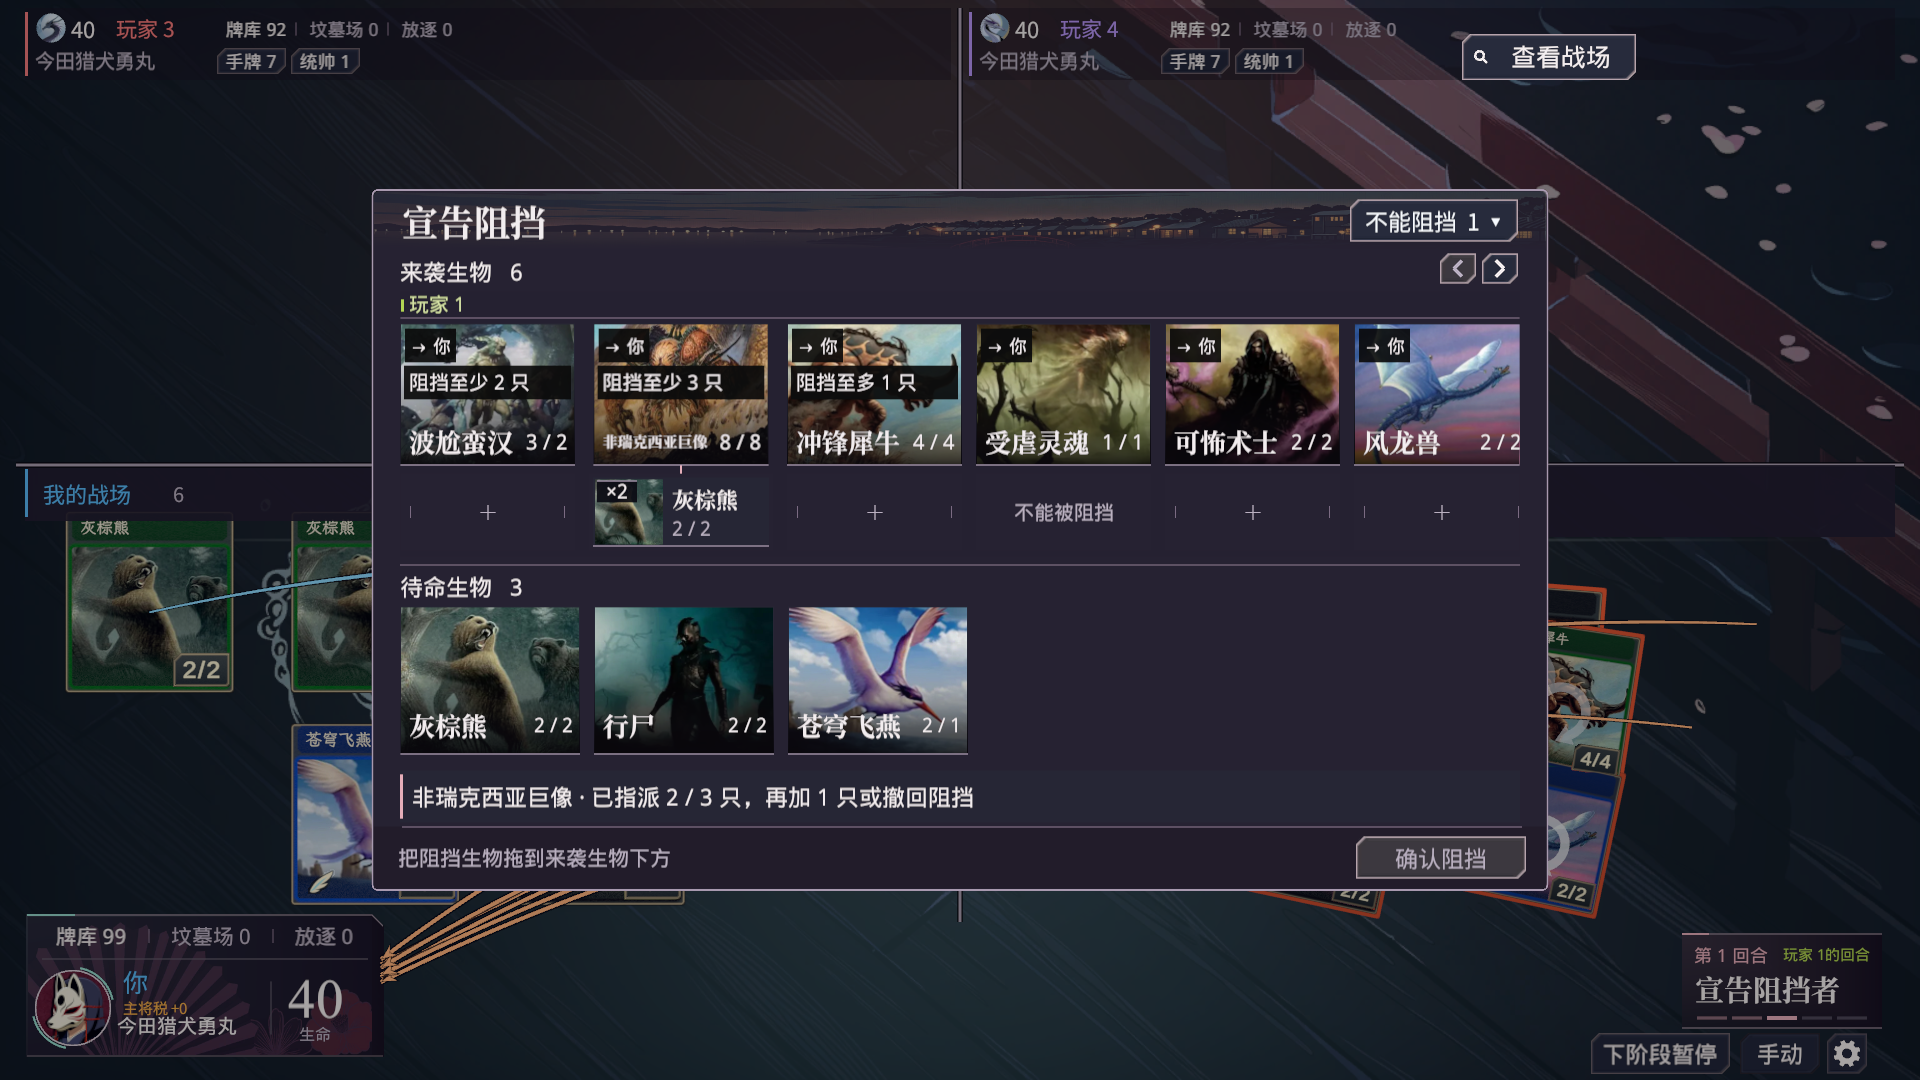 40 玩家 3 牌库 92 坟墓场 0 放逐 0
今田猎犬勇丸 手牌 7 统帅 1
40 玩家 4 牌库 92 坟墓场 0 放逐 0
今田猎犬勇丸 手牌 7 统帅 1
查看战场
宣告阻挡
不能阻挡 1
来袭生物 6
玩家 1
→ 你
阻挡至少 2 只
波尬蛮汉 3 / 2
→ 你
阻挡至少 3 只
非瑞克西亚巨像 8 / 8
→ 你
阻挡至多 1 只
冲锋犀牛 4 / 4
→ 你
受虐灵魂 1 / 1
→ 你
可怖术士 2 / 2
→ 你
风龙兽 2 / 2
×2 灰棕熊
2 / 2
不能被阻挡
待命生物 3
灰棕熊 2 / 2
行尸 2 / 2
苍穹飞燕 2 / 1
非瑞克西亚巨像 · 已指派 2 / 3 只，再加 1 只或撤回阻挡
把阻挡生物拖到来袭生物下方
确认阻挡
我的战场 6
灰棕熊
2/2
灰棕熊
苍穹飞燕
犀牛
4/4
2/2
2/2
牌库 99 坟墓场 0 放逐 0
你
主将税 +0
今田猎犬勇丸
40
生命
第 1 回合 玩家 1的回合
宣告阻挡者
下阶段暂停 手动